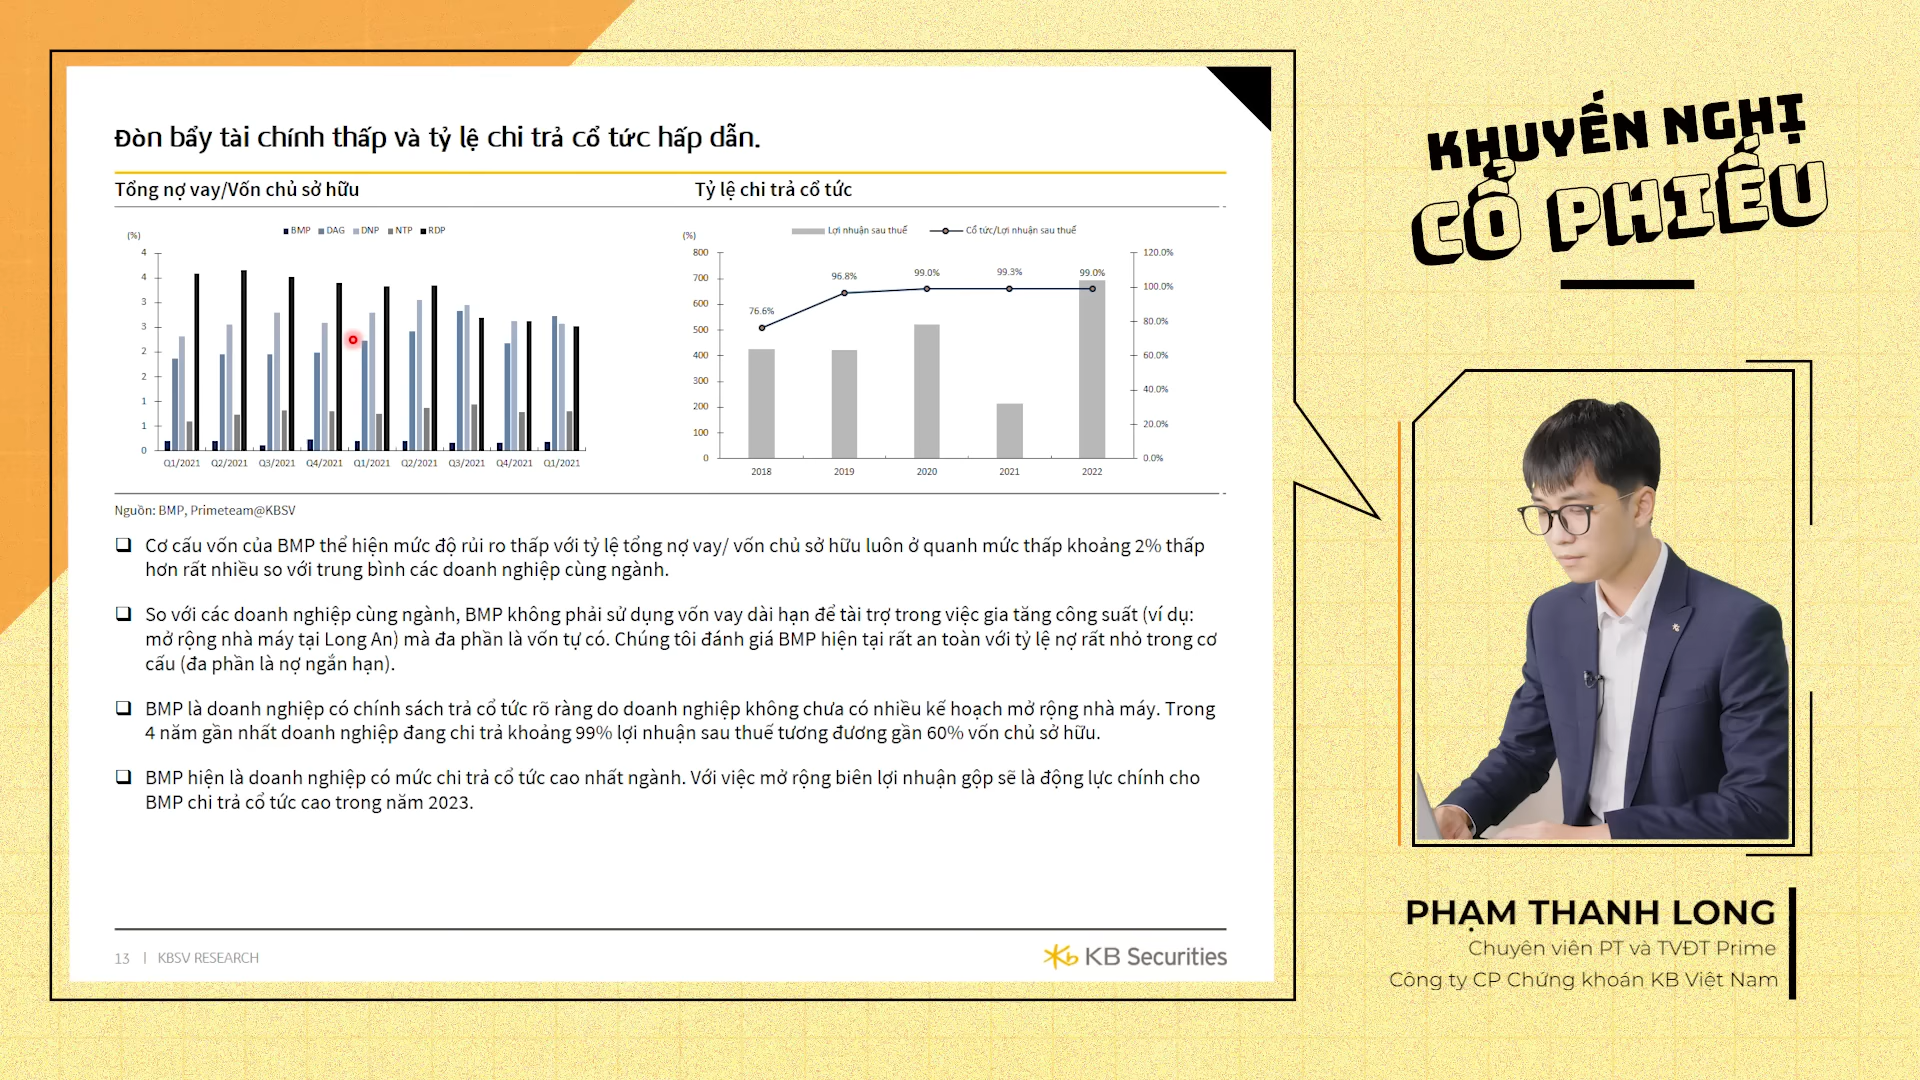 Đòn bẩy tài chính thấp và tỷ lệ chi trả cổ tức hấp dẫn.
Tổng nợ vay/Vốn chủ sở hữu
(%)
BMP DAG DNP NTP RDP
4
4
3
3
2
2
1
1
0
Q1/2021 Q2/2021 Q3/2021 Q4/2021 Q1/2021 Q2/2021 Q3/2021 Q4/2021 Q1/2021
Tỷ lệ chi trả cổ tức
(%)
Lợi nhuận sau thuế Cổ tức/Lợi nhuận sau thuế
800
700
600
500
400
300
200
100
0
76.6% 96.8% 99.0% 99.3% 99.0%
120.0%
100.0%
80.0%
60.0%
40.0%
20.0%
0.0%
2018 2019 2020 2021 2022
Nguồn: BMP, Primeteam@KBSV
Cơ cấu vốn của BMP thể hiện mức độ rủi ro thấp với tỷ lệ tổng nợ vay/ vốn chủ sở hữu luôn ở quanh mức thấp khoảng 2% thấp
hơn rất nhiều so với trung bình các doanh nghiệp cùng ngành.
So với các doanh nghiệp cùng ngành, BMP không phải sử dụng vốn vay dài hạn để tài trợ trong việc gia tăng công suất (ví dụ:
mở rộng nhà máy tại Long An) mà đa phần là vốn tự có. Chúng tôi đánh giá BMP hiện tại rất an toàn với tỷ lệ nợ rất nhỏ trong cơ
cấu (đa phần là nợ ngắn hạn).
BMP là doanh nghiệp có chính sách trả cổ tức rõ ràng do doanh nghiệp không chưa có nhiều kế hoạch mở rộng nhà máy. Trong
4 năm gần nhất doanh nghiệp đang chi trả khoảng 99% lợi nhuận sau thuế tương đương gần 60% vốn chủ sở hữu.
BMP hiện là doanh nghiệp có mức chi trả cổ tức cao nhất ngành. Với việc mở rộng biên lợi nhuận gộp sẽ là động lực chính cho
BMP chi trả cổ tức cao trong năm 2023.
13 | KBSV RESEARCH
KB Securities
KHUYẾN NGHỊ
CỔ PHIẾU
PHẠM THANH LONG
Chuyên viên PT và TVĐT Prime
Công ty CP Chứng khoán KB Việt Nam